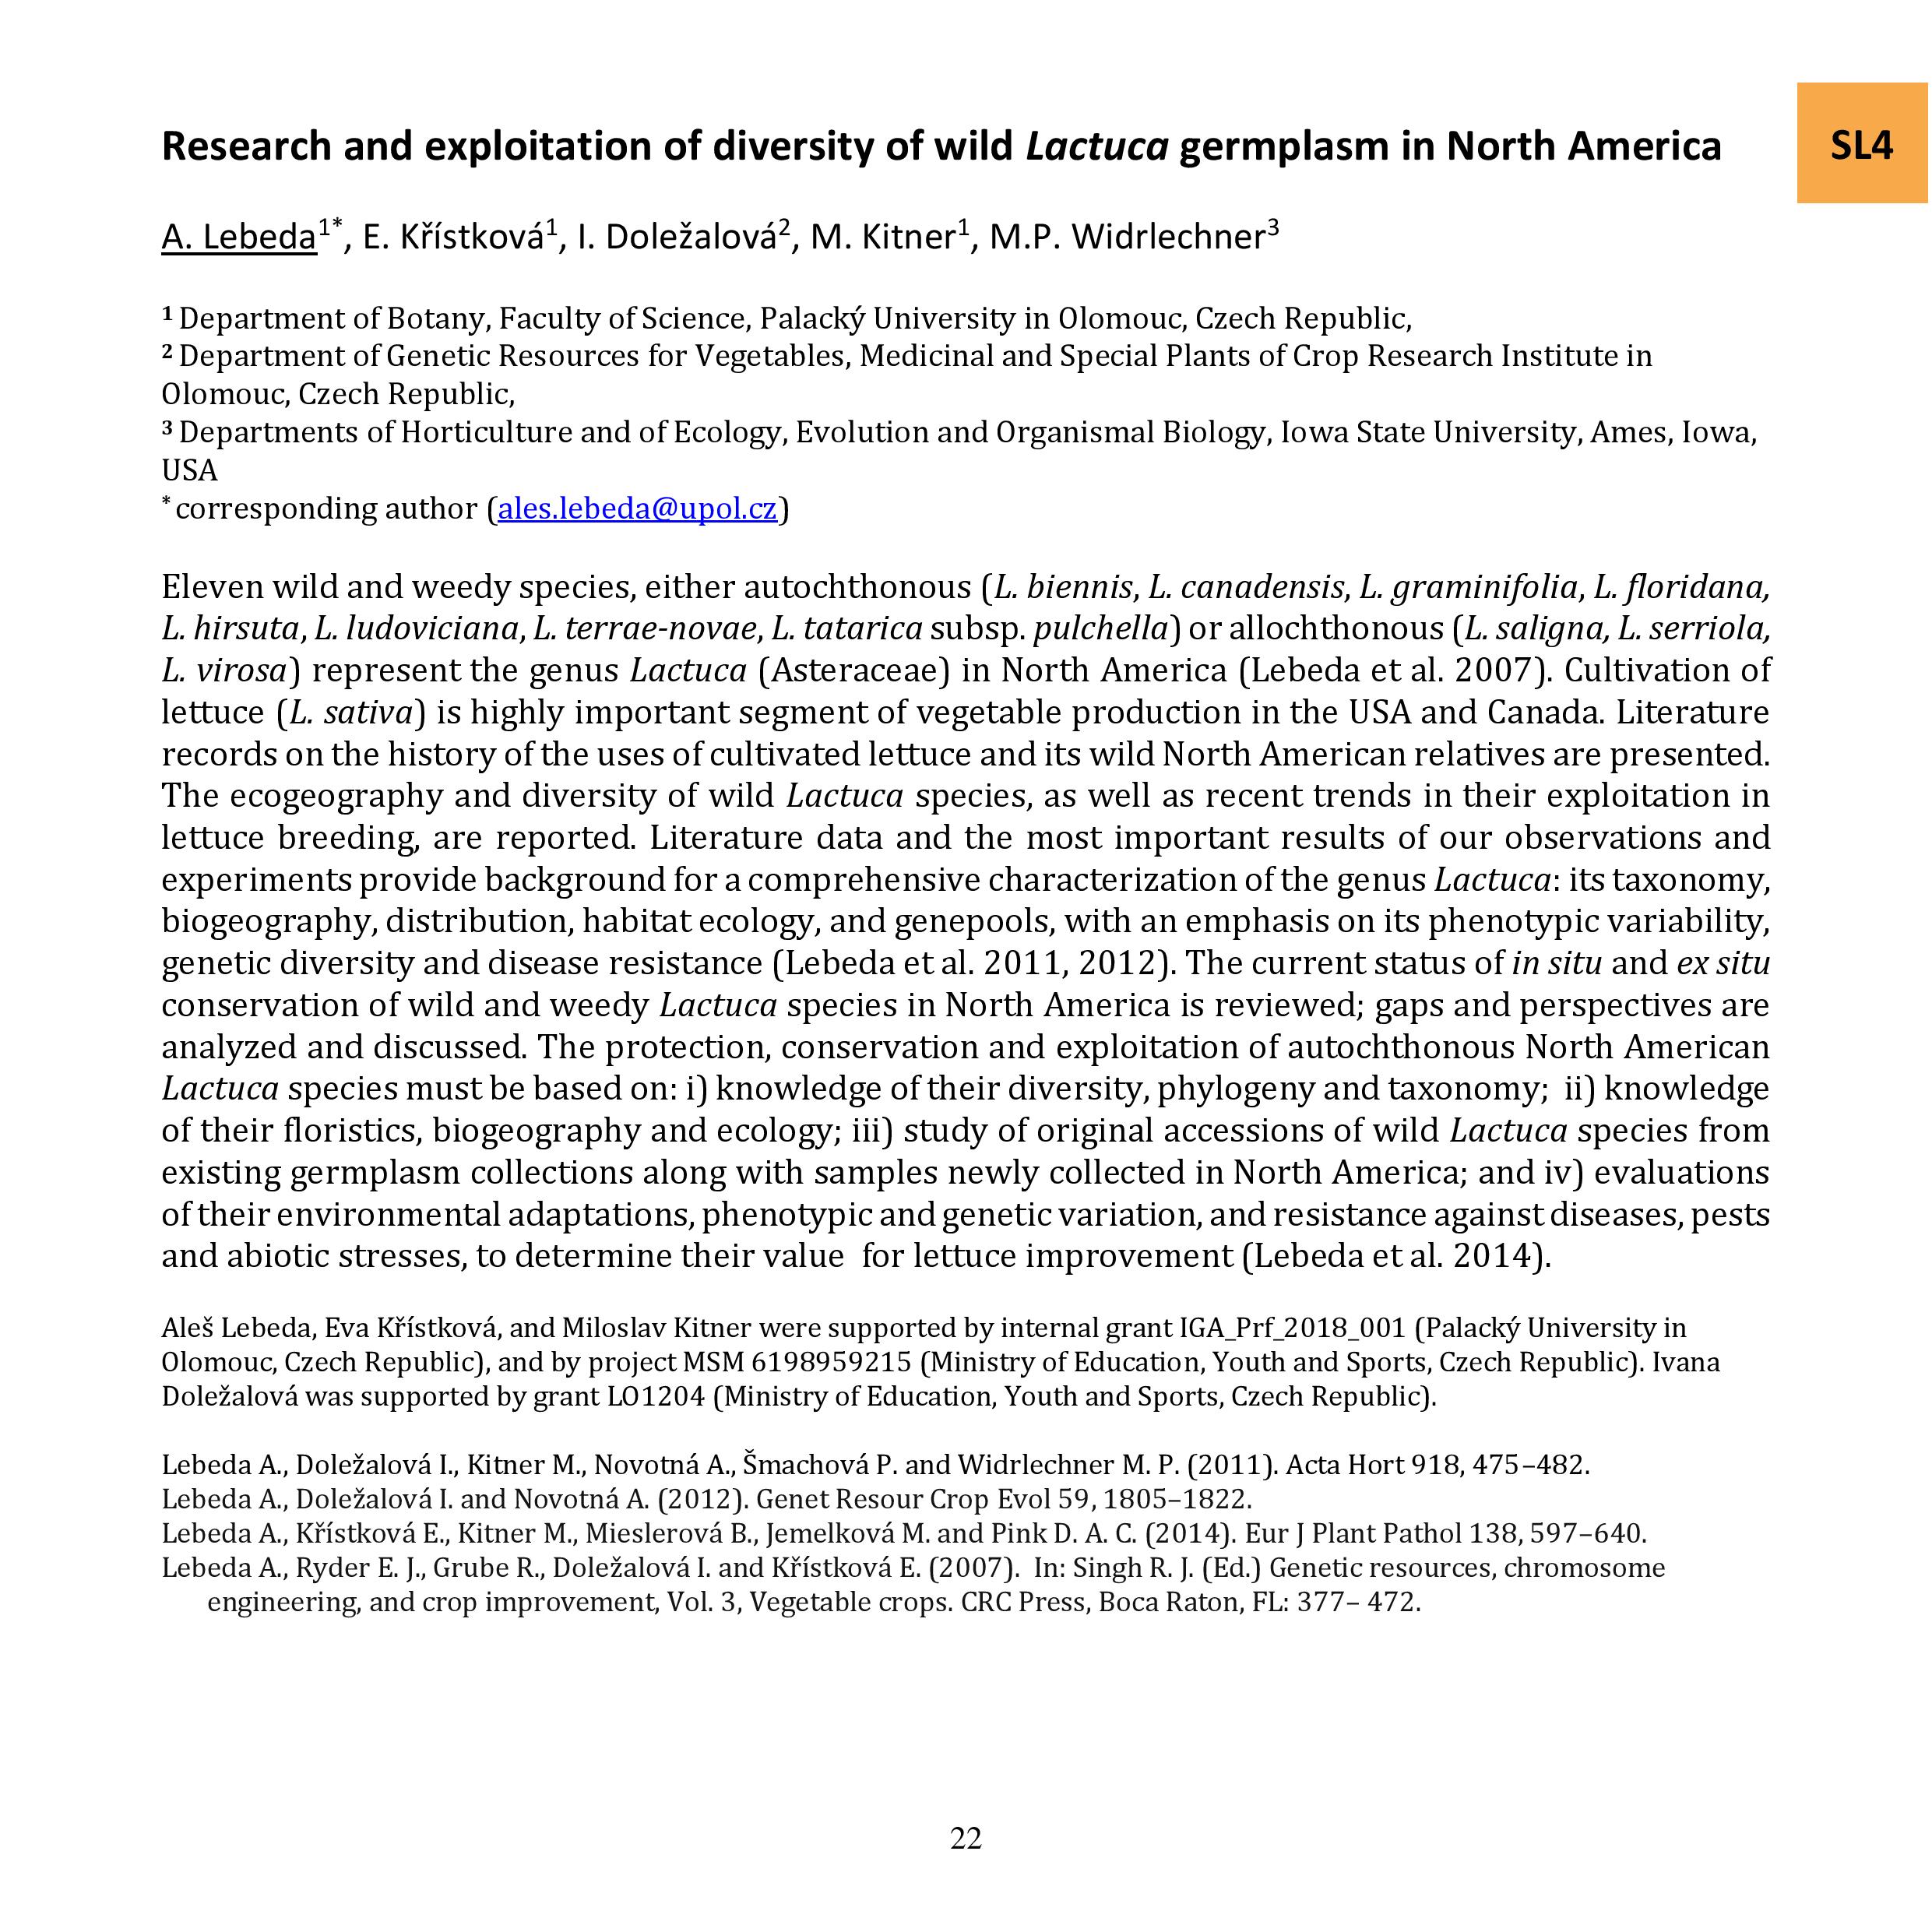 Research and exploitation of diversity of wild Lactuca germplasm in North America
SL4
A. Lebeda1*, E. Křístková1, I. Doležalová2, M. Kitner1, M.P. Widrlechner3
1 Department of Botany, Faculty of Science, Palacký University in Olomouc, Czech Republic,
2 Department of Genetic Resources for Vegetables, Medicinal and Special Plants of Crop Research Institute in
Olomouc, Czech Republic,
3 Departments of Horticulture and of Ecology, Evolution and Organismal Biology, Iowa State University, Ames, Iowa,
USA
* corresponding author (ales.lebeda@upol.cz)
Eleven wild and weedy species, either autochthonous (L. biennis, L. canadensis, L. graminifolia, L. floridana,
L. hirsuta, L. ludoviciana, L. terrae-novae, L. tatarica subsp. pulchella) or allochthonous (L. saligna, L. serriola,
L. virosa) represent the genus Lactuca (Asteraceae) in North America (Lebeda et al. 2007). Cultivation of
lettuce (L. sativa) is highly important segment of vegetable production in the USA and Canada. Literature
records on the history of the uses of cultivated lettuce and its wild North American relatives are presented.
The ecogeography and diversity of wild Lactuca species, as well as recent trends in their exploitation in
lettuce breeding, are reported. Literature data and the most important results of our observations and
experiments provide background for a comprehensive characterization of the genus Lactuca: its taxonomy,
biogeography, distribution, habitat ecology, and genepools, with an emphasis on its phenotypic variability,
genetic diversity and disease resistance (Lebeda et al. 2011, 2012). The current status of in situ and ex situ
conservation of wild and weedy Lactuca species in North America is reviewed; gaps and perspectives are
analyzed and discussed. The protection, conservation and exploitation of autochthonous North American
Lactuca species must be based on: i) knowledge of their diversity, phylogeny and taxonomy;  ii) knowledge
of their floristics, biogeography and ecology; iii) study of original accessions of wild Lactuca species from
existing germplasm collections along with samples newly collected in North America; and iv) evaluations
of their environmental adaptations, phenotypic and genetic variation, and resistance against diseases, pests
and abiotic stresses, to determine their value  for lettuce improvement (Lebeda et al. 2014).
Aleš Lebeda, Eva Křístková, and Miloslav Kitner were supported by internal grant IGA_Prf_2018_001 (Palacký University in
Olomouc, Czech Republic), and by project MSM 6198959215 (Ministry of Education, Youth and Sports, Czech Republic). Ivana
Doležalová was supported by grant LO1204 (Ministry of Education, Youth and Sports, Czech Republic).
Lebeda A., Doležalová I., Kitner M., Novotná A., Šmachová P. and Widrlechner M. P. (2011). Acta Hort 918, 475–482.
Lebeda A., Doležalová I. and Novotná A. (2012). Genet Resour Crop Evol 59, 1805–1822.
Lebeda A., Křístková E., Kitner M., Mieslerová B., Jemelková M. and Pink D. A. C. (2014). Eur J Plant Pathol 138, 597–640.
Lebeda A., Ryder E. J., Grube R., Doležalová I. and Křístková E. (2007).  In: Singh R. J. (Ed.) Genetic resources, chromosome
engineering, and crop improvement, Vol. 3, Vegetable crops. CRC Press, Boca Raton, FL: 377– 472.
22